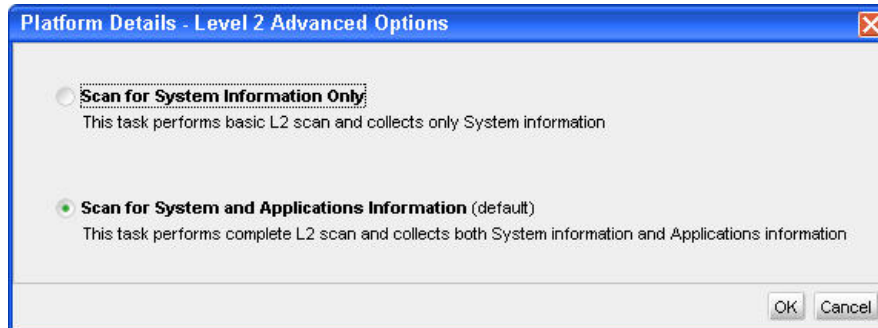 Platform Details - Level 2 Advanced Options
Scan for System Information Only
This task performs basic L2 scan and collects only System information
Scan for System and Applications Information (default)
This task performs complete L2 scan and collects both System information and Applications information
OK Cancel